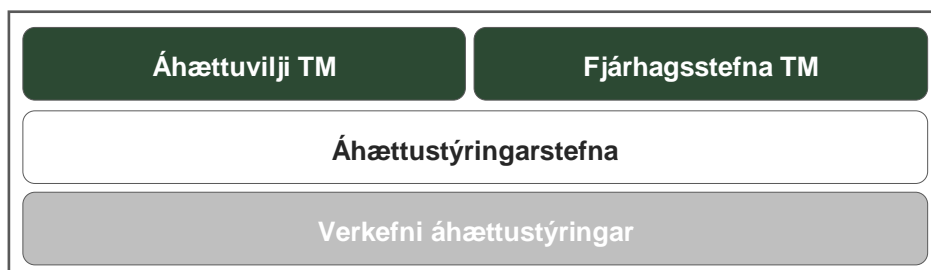 Áhættuvilji TM
Fjárhagsstefna TM
Áhættustýringarstefna
Verkefni áhættustýringar